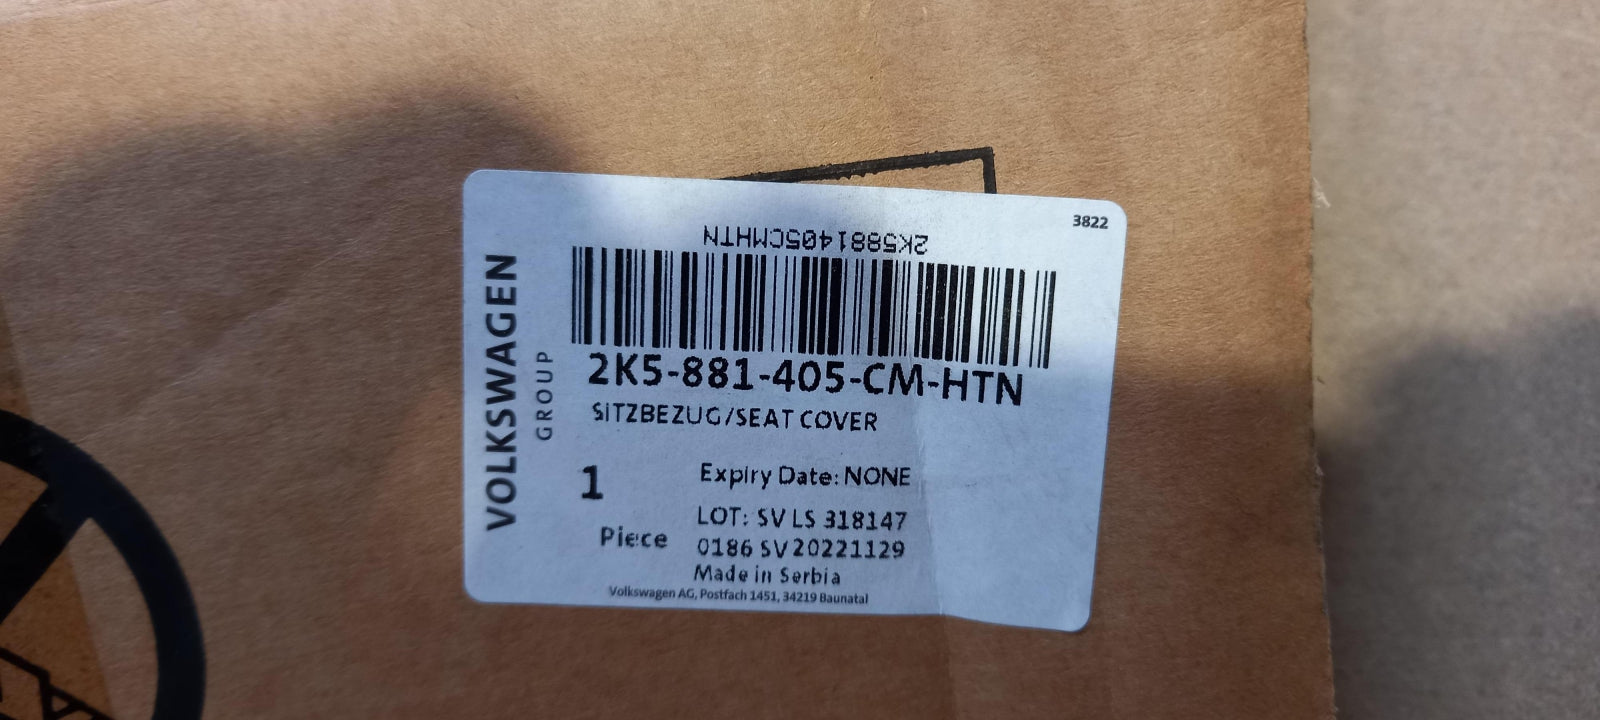 3822
2K5881405CMHTN
VOLKSWAGEN
GROUP
2K5-881-405-CM-HTN
SITZBEZUG/SEAT COVER
1
Piece
Expiry Date: NONE
LOT: SV LS 318147
0186 SV 20221129
Made in Serbia
Volkswagen AG, Postfach 1451, 34219 Baunatal